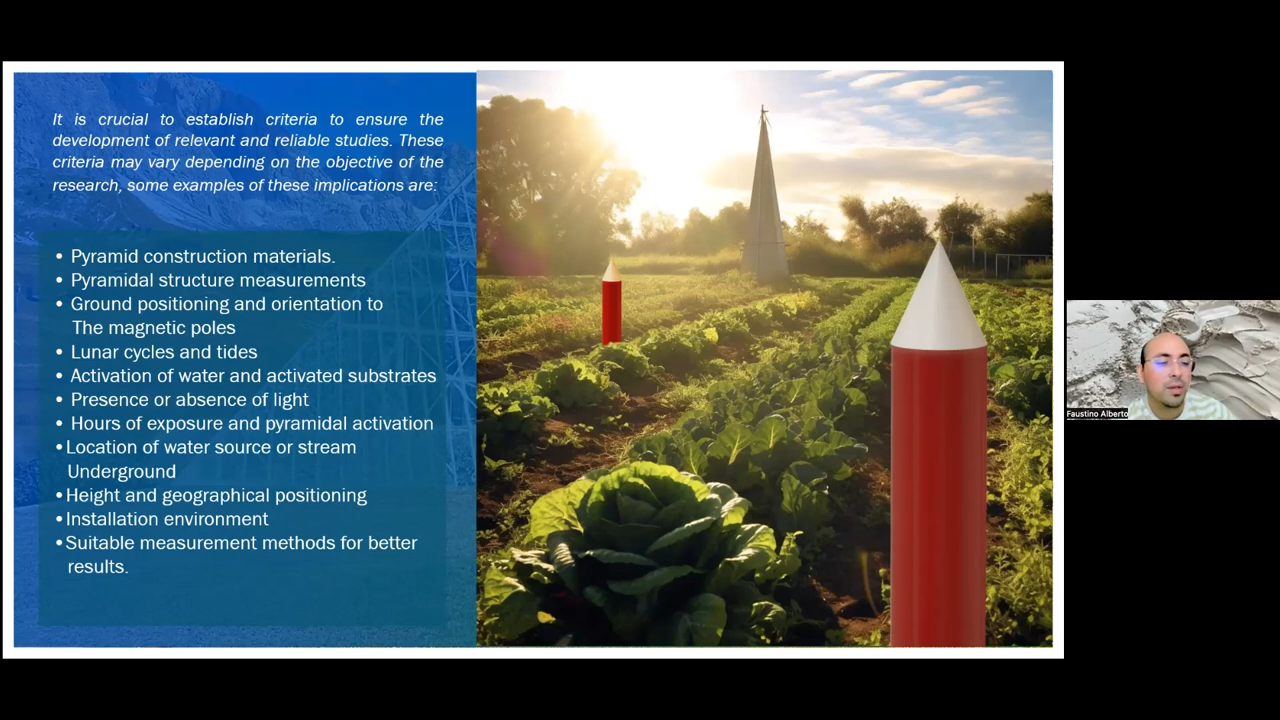 It is crucial to establish criteria to ensure the
development of relevant and reliable studies. These
criteria may vary depending on the objective of the
research, some examples of these implications are:
• Pyramid construction materials.
• Pyramidal structure measurements
• Ground positioning and orientation to
The magnetic poles
• Lunar cycles and tides
• Activation of water and activated substrates
• Presence or absence of light
• Hours of exposure and pyramidal activation
•Location of water source or stream
Underground
•Height and geographical positioning
•Installation environment
•Suitable measurement methods for better
results.
Faustino Alberto